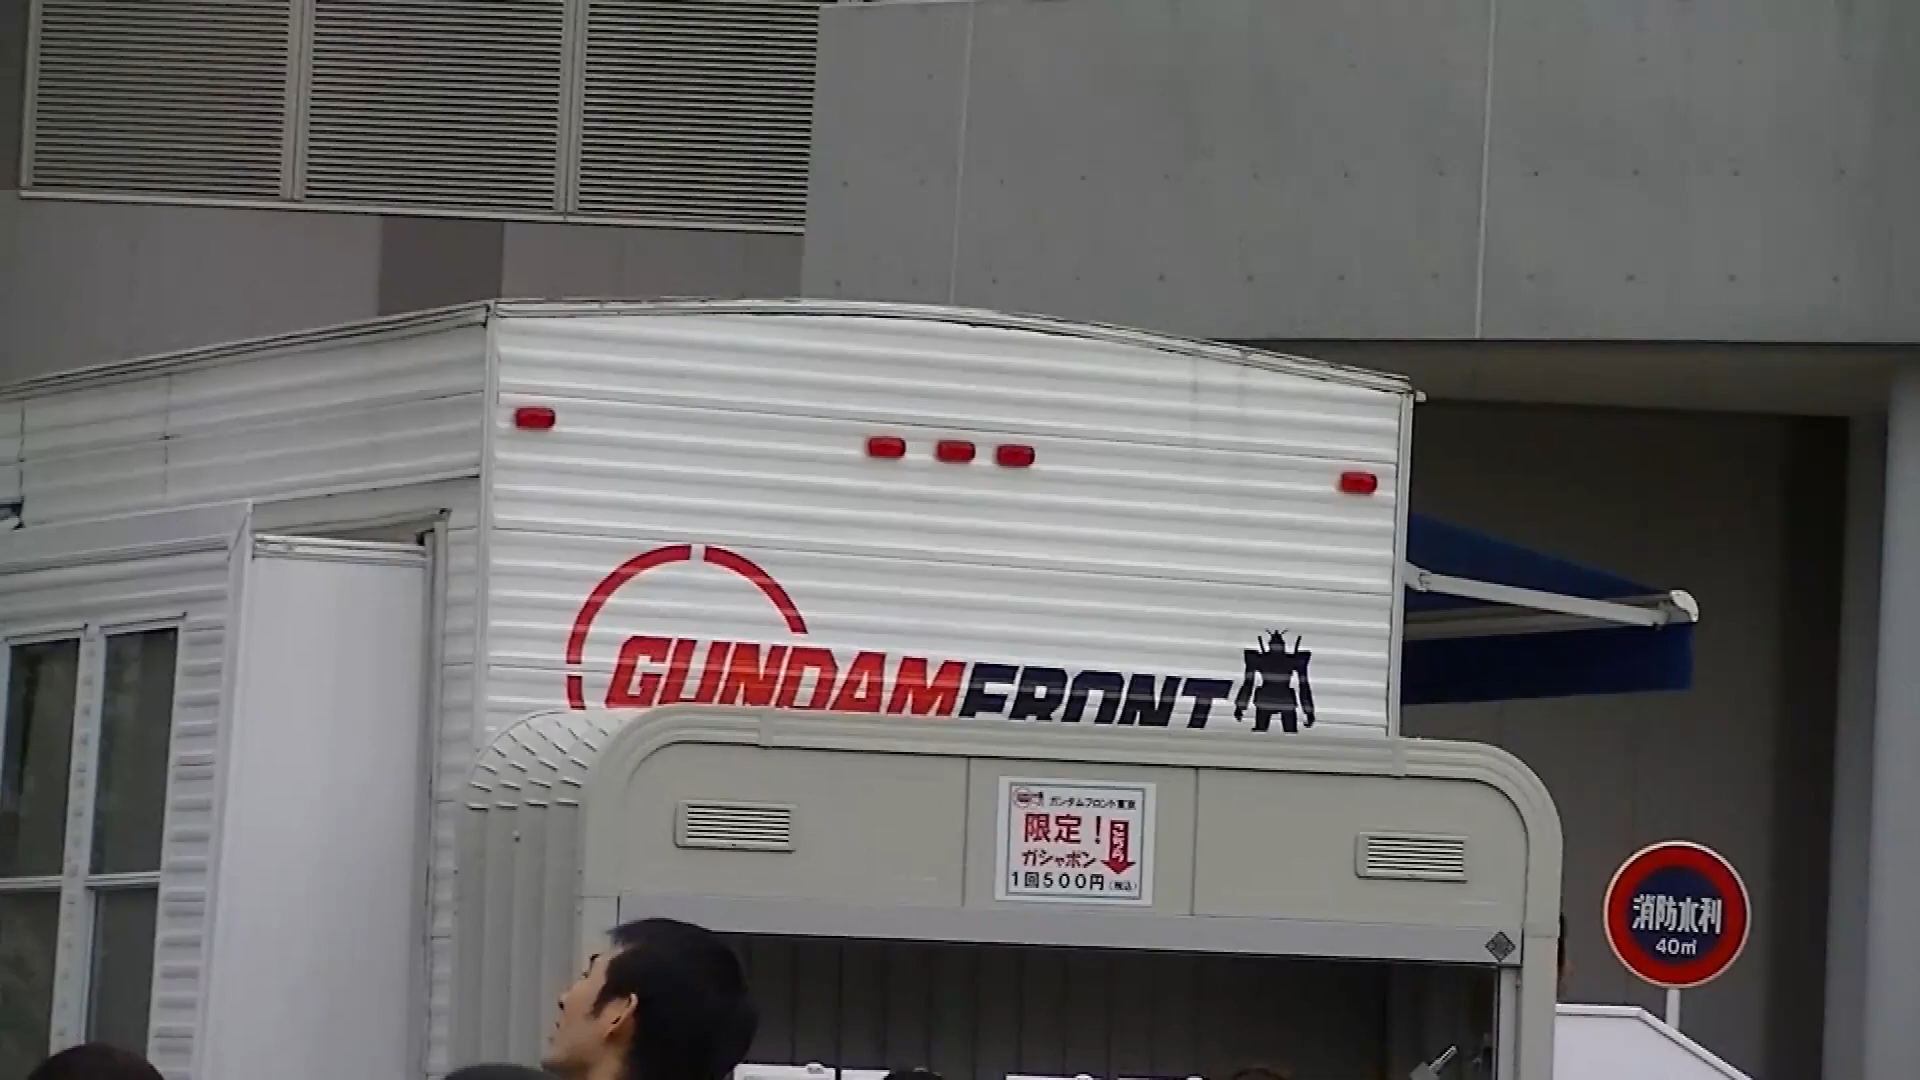 GUNDAMFRONT
ガンダムフロント東京
限定!
ガシャポン
こちら
1回500円(税込)
消防水利
40㎥